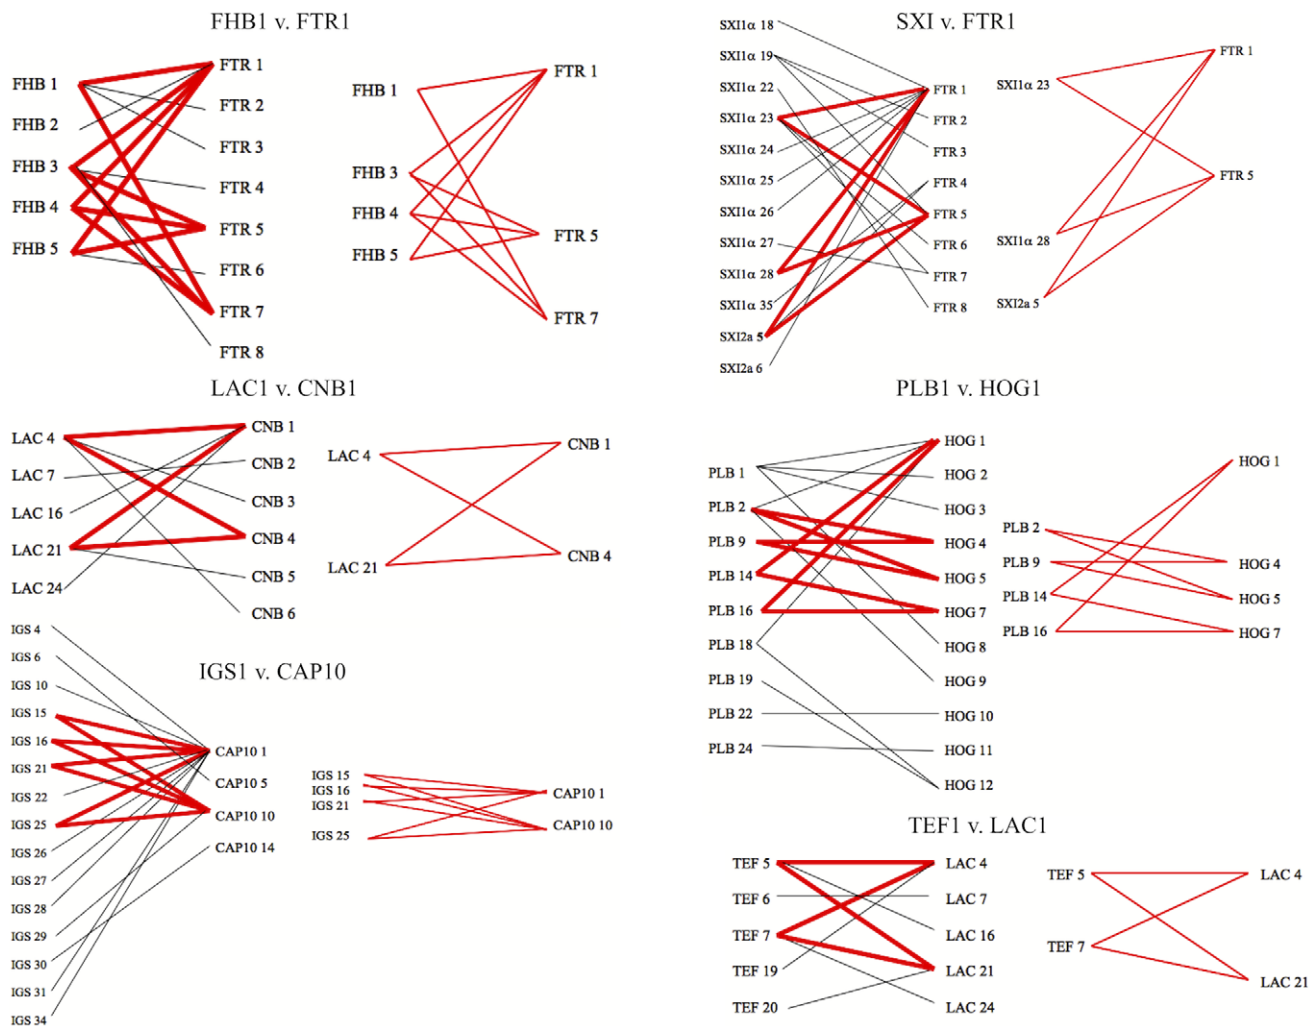 FHB1 v. FTR1
FHB 1
FHB 2
FHB 3
FHB 4
FHB 5
FTR 1
FTR 2
FTR 3
FTR 4
FTR 5
FTR 6
FTR 7
FTR 8
FHB 1
FHB 3
FHB 4
FHB 5
FTR 1
FTR 5
FTR 7
SXI v. FTR1
SXI1α 18
SXI1α 19
SXI1α 22
SXI1α 23
SXI1α 24
SXI1α 25
SXI1α 26
SXI1α 27
SXI1α 28
SXI1α 35
SXI2a 5
SXI2a 6
FTR 1
FTR 2
FTR 3
FTR 4
FTR 5
FTR 6
FTR 7
FTR 8
SXI1α 23
SXI1α 28
SXI2a 5
FTR 1
FTR 5
LAC1 v. CNB1
LAC 4
LAC 7
LAC 16
LAC 21
LAC 24
CNB 1
CNB 2
CNB 3
CNB 4
CNB 5
CNB 6
LAC 4
LAC 21
CNB 1
CNB 4
PLB1 v. HOG1
PLB 1
PLB 2
PLB 9
PLB 14
PLB 16
PLB 18
PLB 19
PLB 22
PLB 24
HOG 1
HOG 2
HOG 3
HOG 4
HOG 5
HOG 7
HOG 8
HOG 9
HOG 10
HOG 11
HOG 12
PLB 2
PLB 9
PLB 14
PLB 16
HOG 1
HOG 4
HOG 5
HOG 7
IGS1 v. CAP10
IGS 4
IGS 6
IGS 10
IGS 15
IGS 16
IGS 21
IGS 22
IGS 25
IGS 26
IGS 27
IGS 28
IGS 29
IGS 30
IGS 31
IGS 34
CAP10 1
CAP10 5
CAP10 10
CAP10 14
IGS 15
IGS 16
IGS 21
IGS 25
CAP10 1
CAP10 10
TEF1 v. LAC1
TEF 5
TEF 6
TEF 7
TEF 19
TEF 20
LAC 4
LAC 7
LAC 16
LAC 21
LAC 24
TEF 5
TEF 7
LAC 4
LAC 21